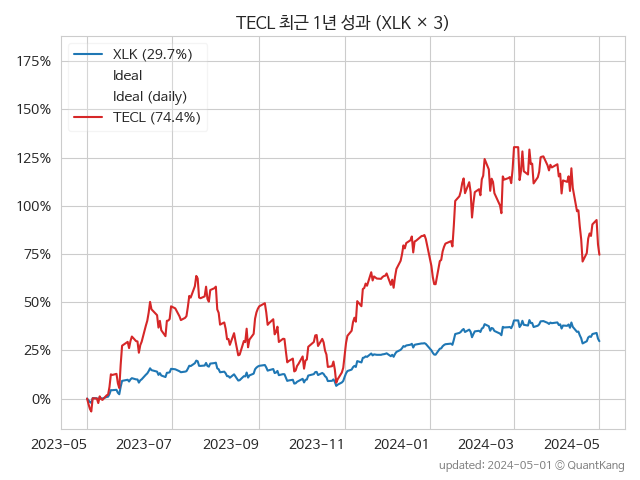 TECL 최근 1년 성과 (XLK × 3)
XLK (29.7%)
Ideal
Ideal (daily)
TECL (74.4%)
175%
150%
125%
100%
75%
50%
25%
0%
2023-05 2023-07 2023-09 2023-11 2024-01 2024-03 2024-05
updated: 2024-05-01 © QuantKang